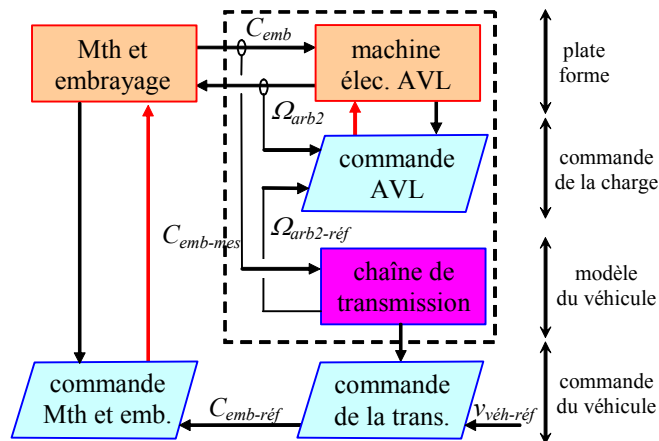 Mth et
embrayage
C_emb
machine
élec. AVL
plate
forme
Ω_arb2
commande
AVL
commande
de la charge
C_emb-mes
Ω_arb2-réf
chaîne de
transmission
modèle
du véhicule
commande
Mth et emb.
C_emb-réf
commande
de la trans.
v_véh-réf
commande
du véhicule